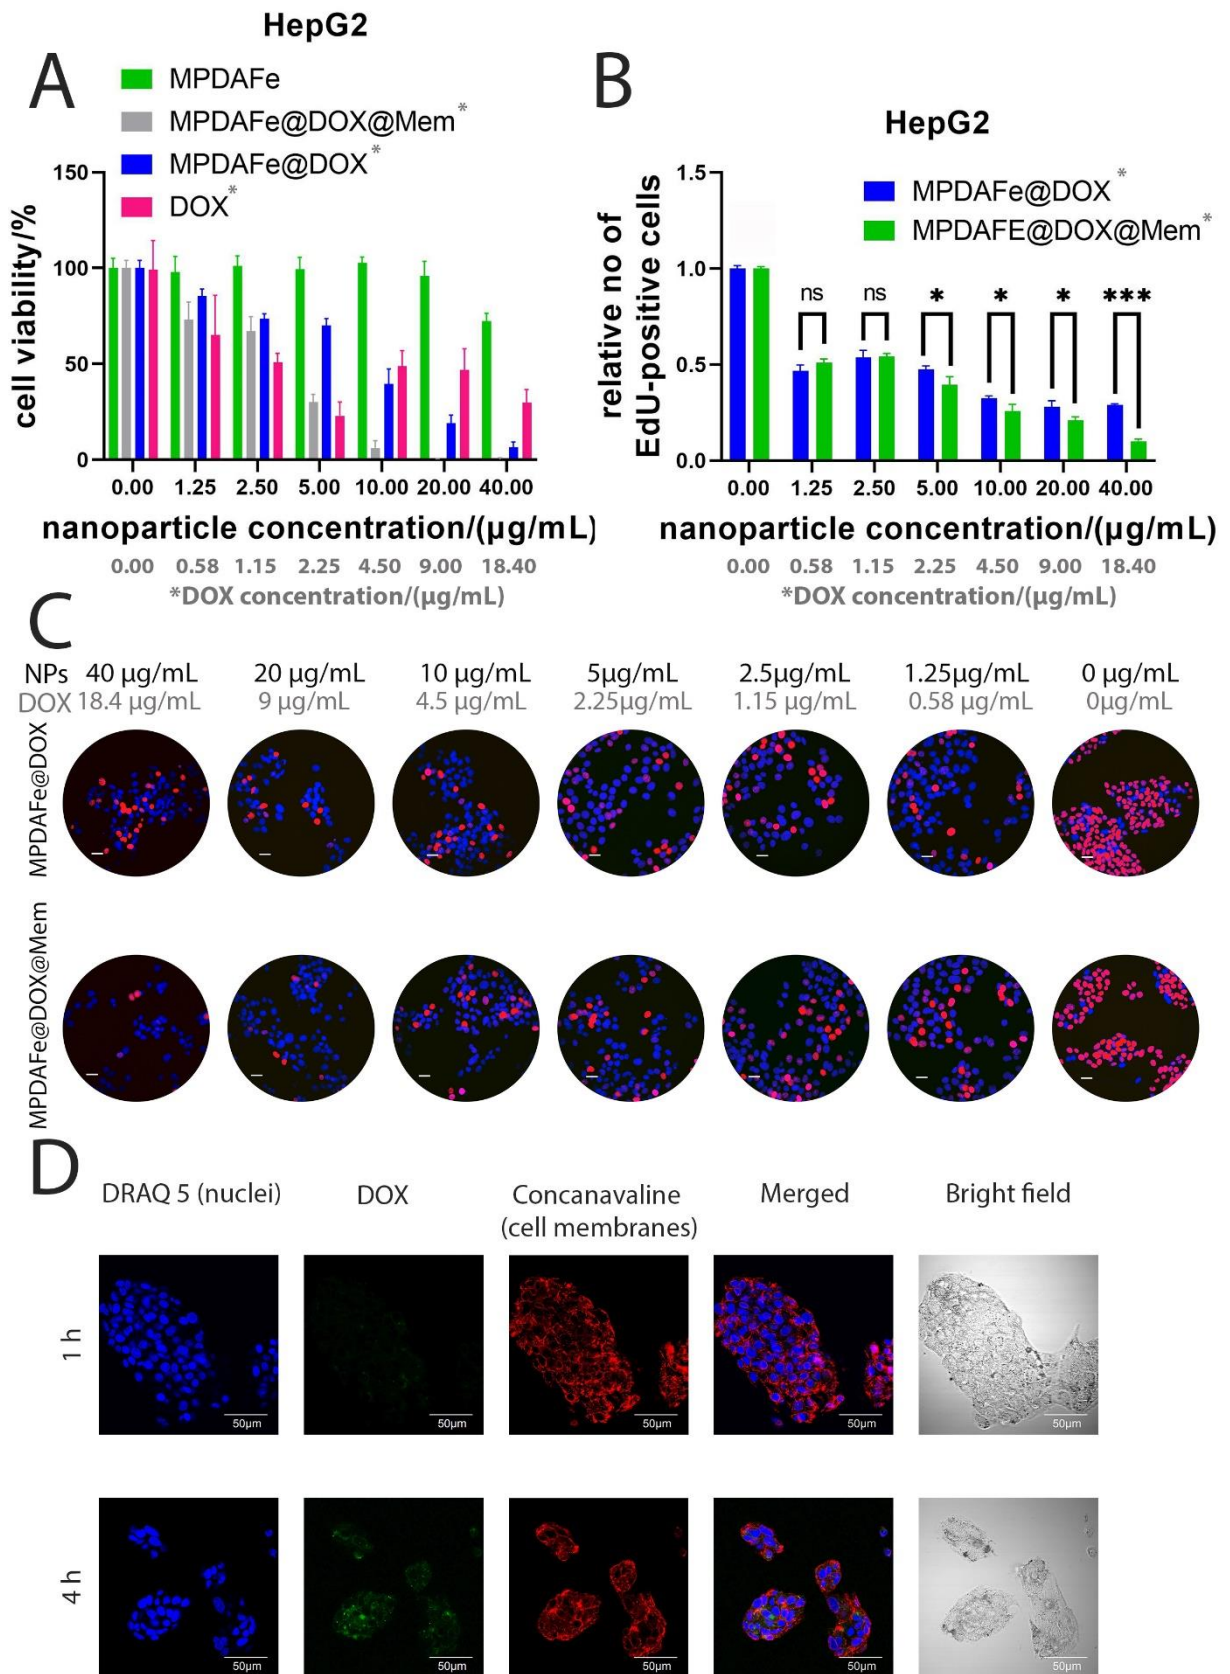 HepG2
A
MPDAFe
MPDAFe@DOX@Mem*
MPDAFe@DOX*
DOX*
150
100
50
0
cell viability/%
0.00 1.25 2.50 5.00 10.00 20.00 40.00
nanoparticle concentration/(µg/mL)
0.00 0.58 1.15 2.25 4.50 9.00 18.40
*DOX concentration/(µg/mL)
B
HepG2
MPDAFe@DOX*
MPDAFE@DOX@Mem*
1.5
1.0
0.5
0.0
relative no of
EdU-positive cells
ns ns * * * ***
0.00 1.25 2.50 5.00 10.00 20.00 40.00
nanoparticle concentration/(µg/mL)
0.00 0.58 1.15 2.25 4.50 9.00 18.40
*DOX concentration/(µg/mL)
C
NPs 40 µg/mL 20 µg/mL 10 µg/mL 5µg/mL 2.5µg/mL 1.25µg/mL 0 µg/mL
DOX 18.4 µg/mL 9 µg/mL 4.5 µg/mL 2.25µg/mL 1.15 µg/mL 0.58 µg/mL 0µg/mL
MPDAFe@DOX
MPDAFe@DOX@Mem
D
DRAQ 5 (nuclei) DOX Concanavaline Merged Bright field
(cell membranes)
1 h
50µm 50µm 50µm 50µm 50µm
4 h
50µm 50µm 50µm 50µm 50µm